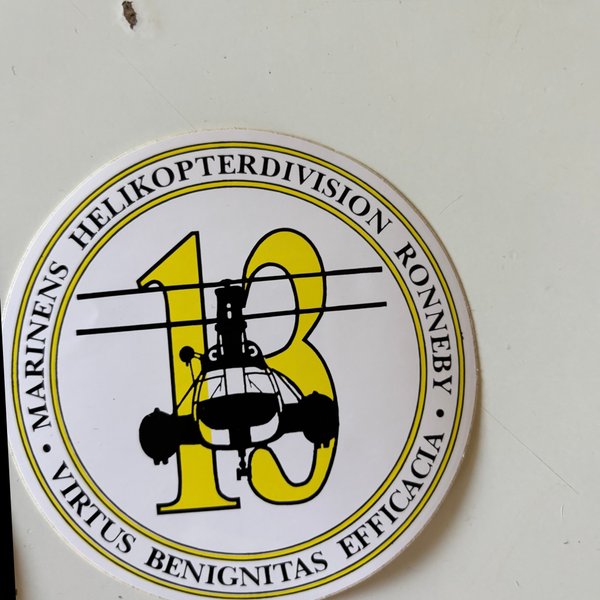 MARINENS HELIKOPTERDIVISION RONNEBY
13
• VIRTUS BENIGNITAS EFFICACIA •